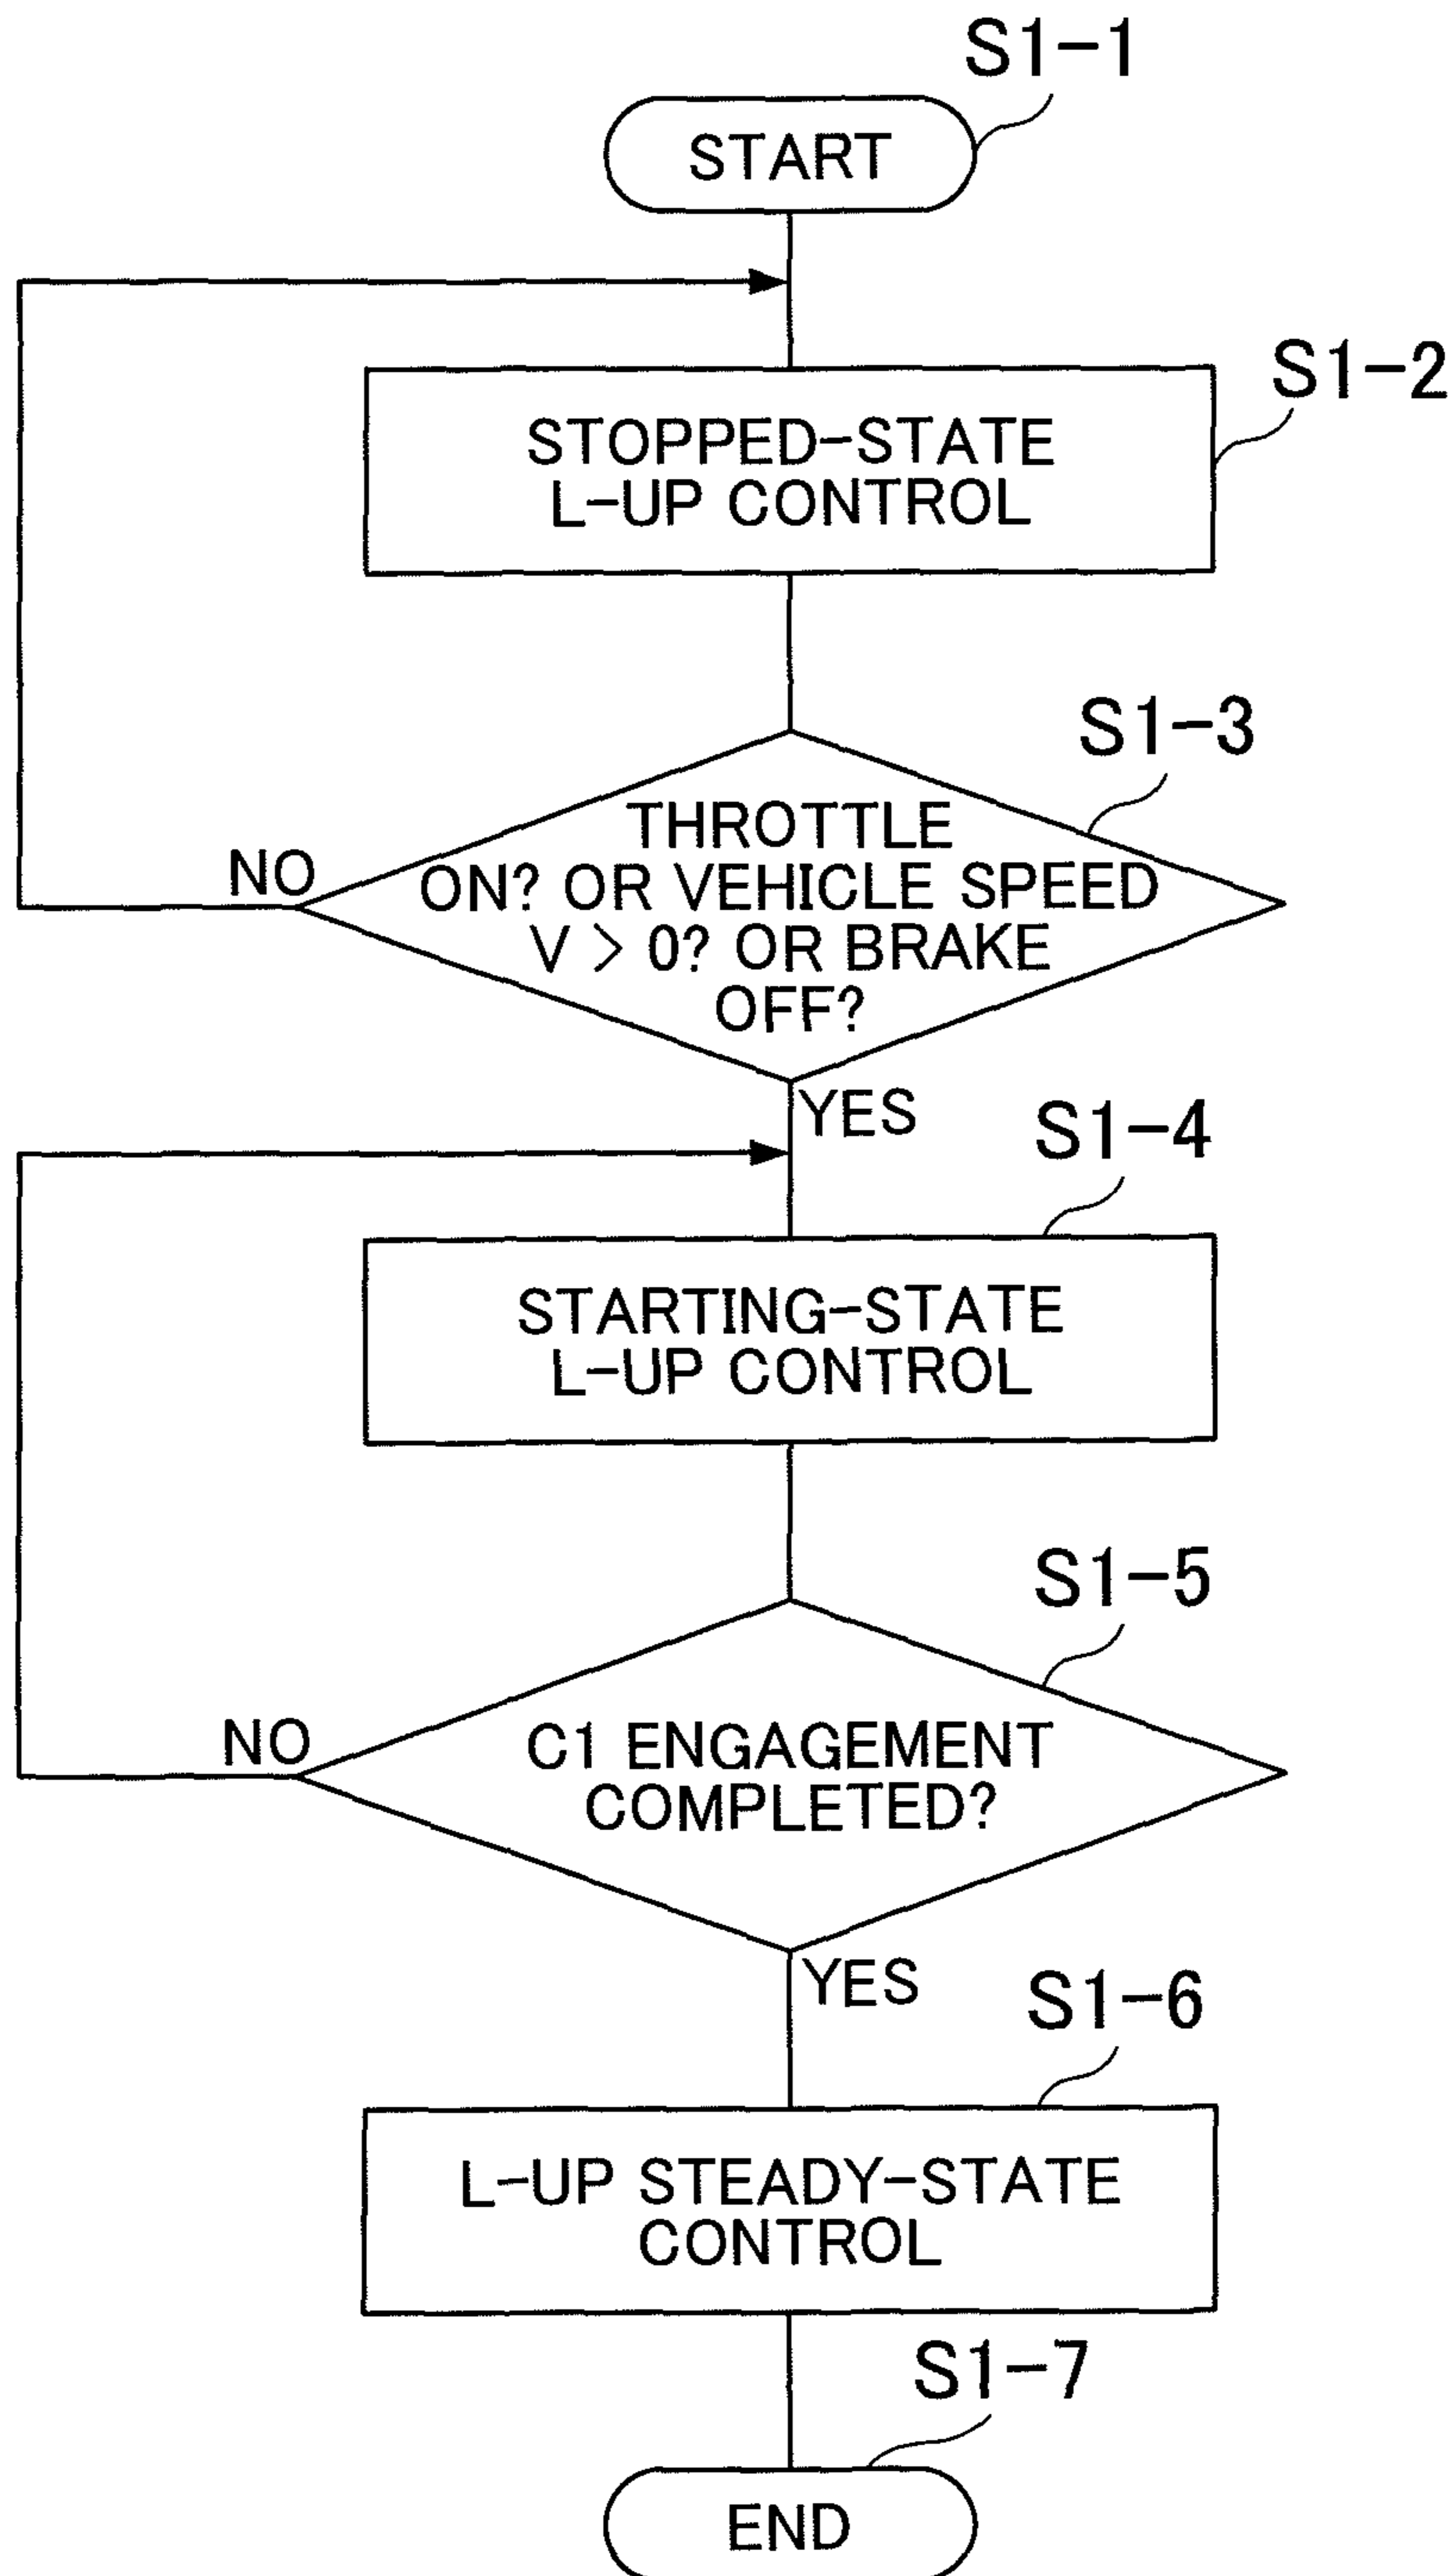 S1-1
START
S1-2
STOPPED-STATE
L-UP CONTROL
S1-3
THROTTLE
ON? OR VEHICLE SPEED
V > 0? OR BRAKE
OFF?
NO
YES
S1-4
STARTING-STATE
L-UP CONTROL
S1-5
C1 ENGAGEMENT
COMPLETED?
NO
YES
S1-6
L-UP STEADY-STATE
CONTROL
S1-7
END